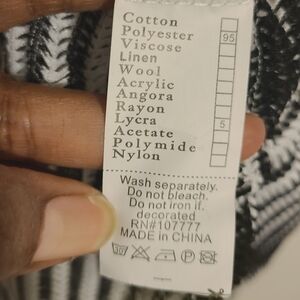 Cotton
Polyester 95
Viscose
Linen
Wool
Acrylic
Angora
Rayon
Lycra 5
Acetate
Polymide
Nylon
Wash separately.
Do not bleach.
Do not iron if.
decorated
RN#107777
MADE in CHINA